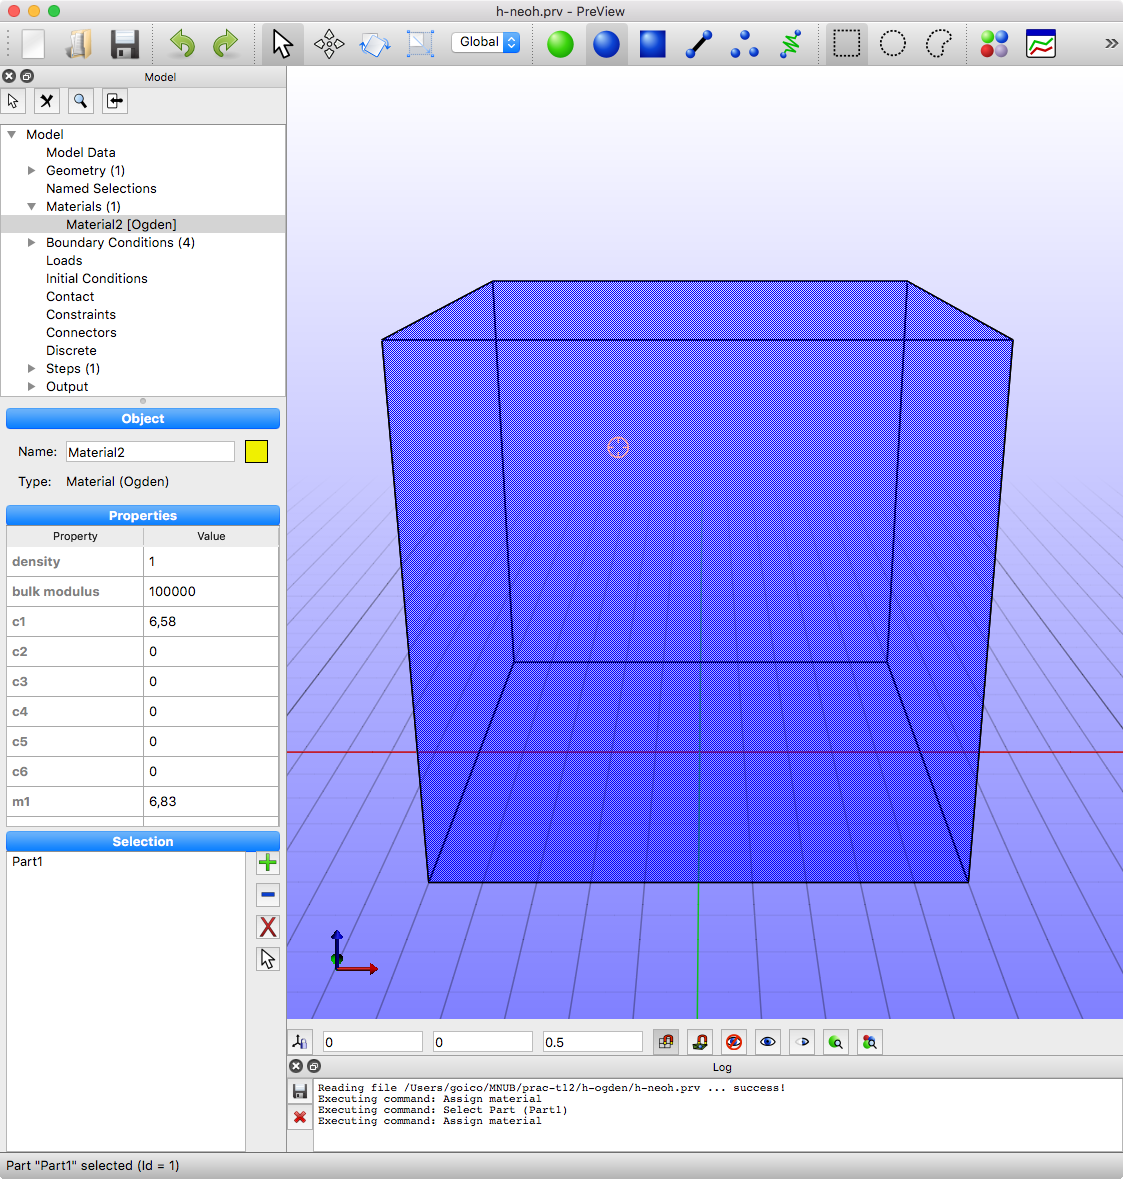 h-neoh.prv - PreView
Global
Model
Model
Model Data
Geometry (1)
Named Selections
Materials (1)
Material2 [Ogden]
Boundary Conditions (4)
Loads
Initial Conditions
Contact
Constraints
Connectors
Discrete
Steps (1)
Output
Object
Name: Material2
Type: Material (Ogden)
Properties
Property Value
density 1
bulk modulus 100000
c1 6,58
c2 0
c3 0
c4 0
c5 0
c6 0
m1 6,83
Selection
Part1
0 0 0.5
Log
Reading file /Users/goico/MNUB/prac-t12/h-ogden/h-neoh.prv ... success!
Executing command: Assign material
Executing command: Select Part (Part1)
Executing command: Assign material
Part "Part1" selected (Id = 1)